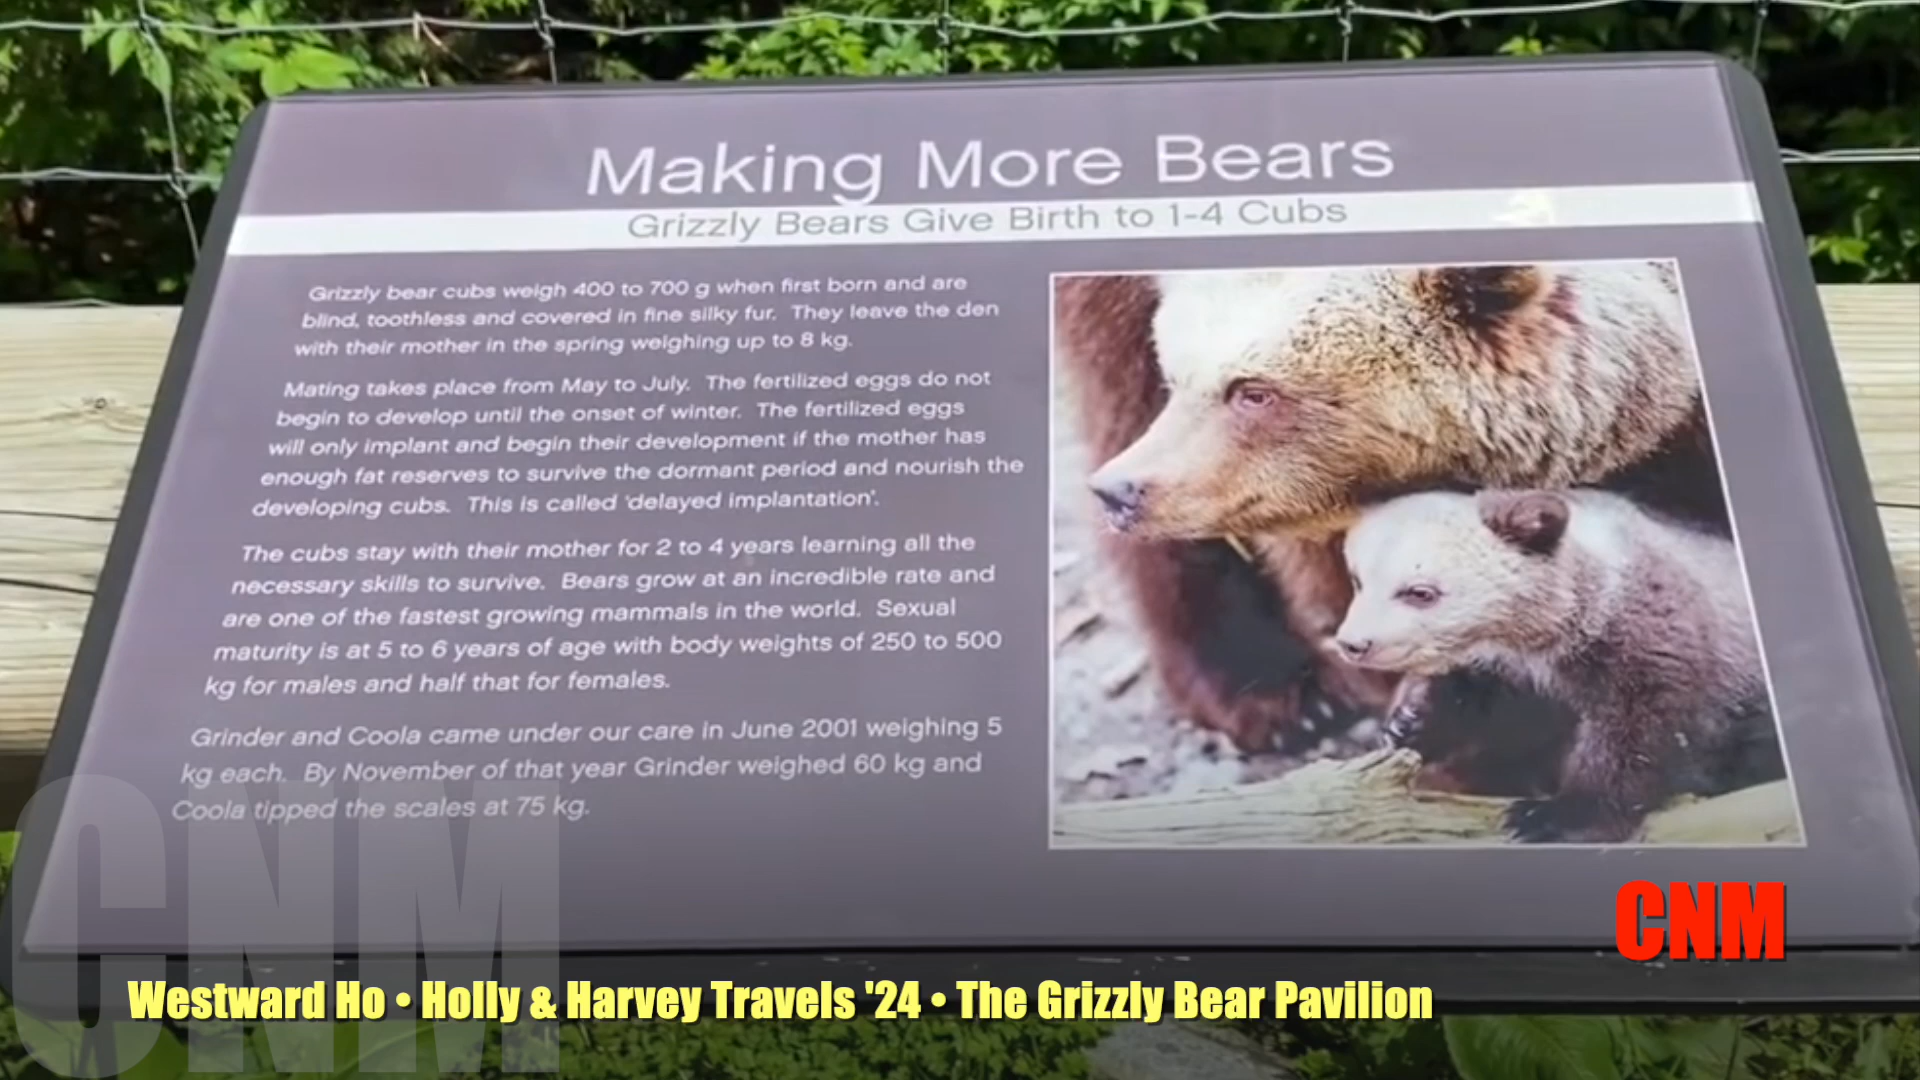 Making More Bears
Grizzly Bears Give Birth to 1-4 Cubs
Grizzly bear cubs weigh 400 to 700 g when first born and are
blind, toothless and covered in fine silky fur. They leave the den
with their mother in the spring weighing up to 8 kg.
Mating takes place from May to July. The fertilized eggs do not
begin to develop until the onset of winter. The fertilized eggs
will only implant and begin their development if the mother has
enough fat reserves to survive the dormant period and nourish the
developing cubs. This is called 'delayed implantation'.
The cubs stay with their mother for 2 to 4 years learning all the
necessary skills to survive. Bears grow at an incredible rate and
are one of the fastest growing mammals in the world. Sexual
maturity is at 5 to 6 years of age with body weights of 250 to 500
kg for males and half that for females.
Grinder and Coola came under our care in June 2001 weighing 5
kg each. By November of that year Grinder weighed 60 kg and
Coola tipped the scales at 75 kg.
CNM
CNM
Westward Ho • Holly & Harvey Travels '24 • The Grizzly Bear Pavilion